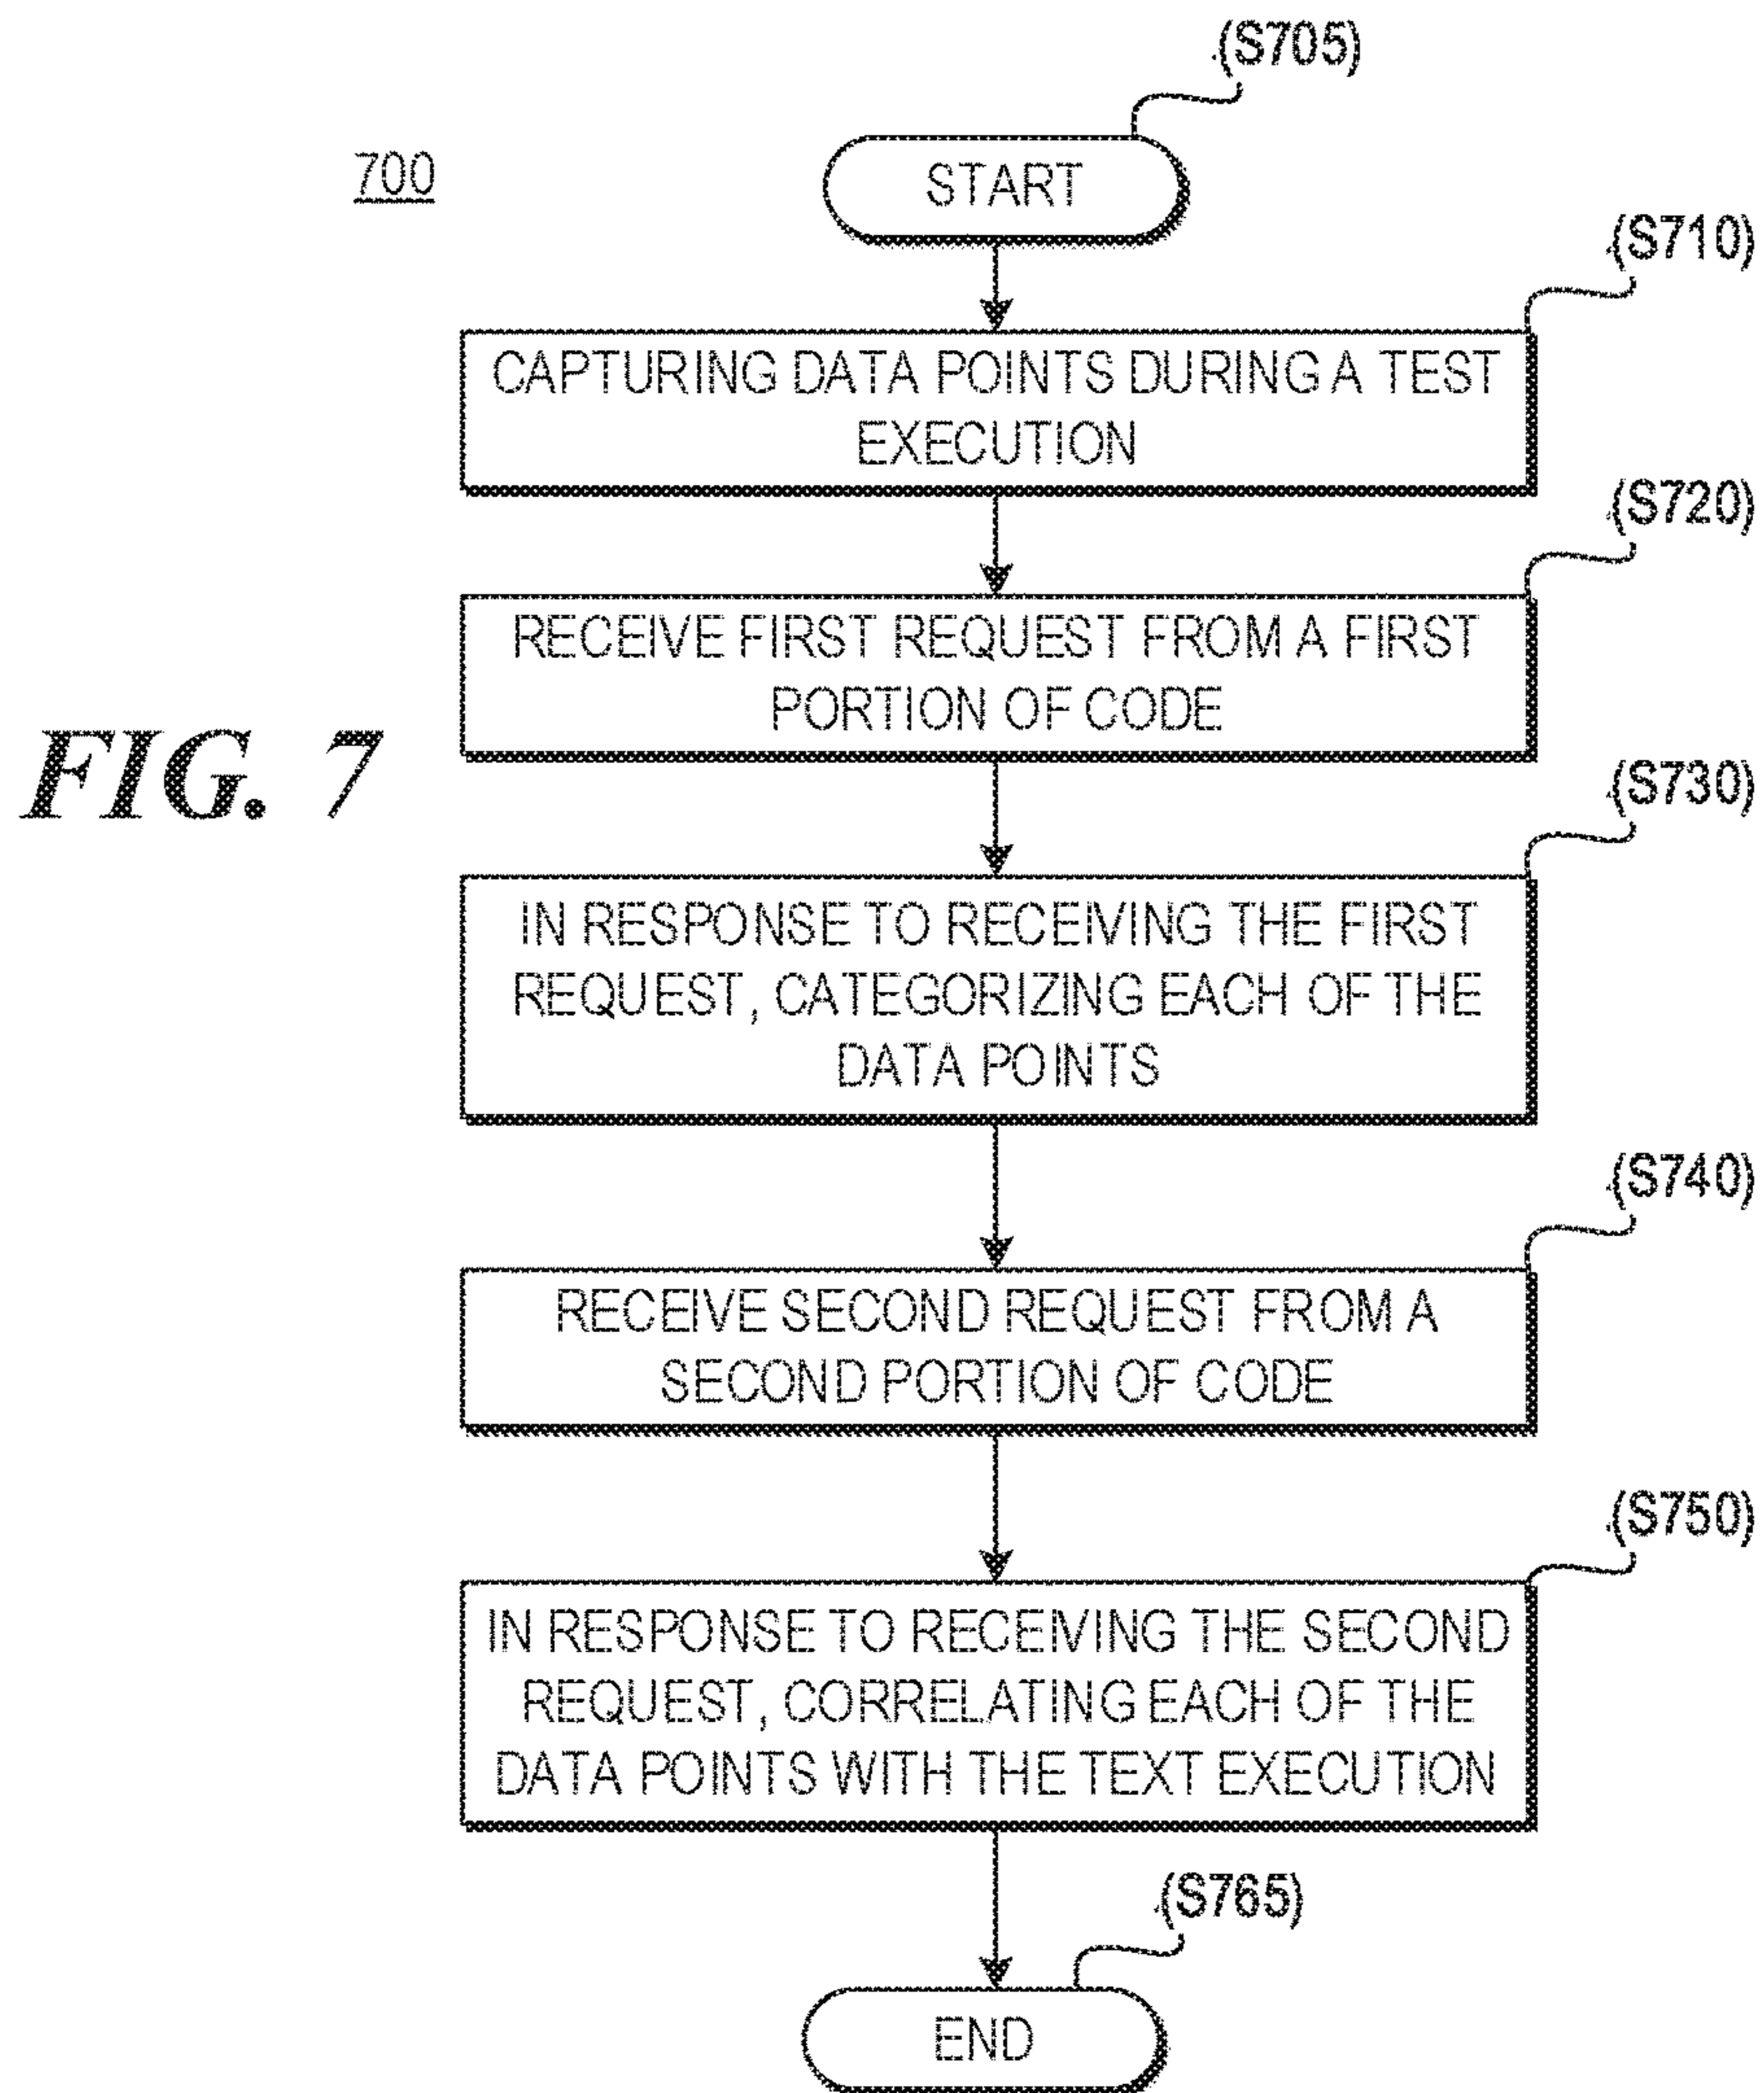 (S705)
700
START
(S710)
CAPTURING DATA POINTS DURING A TEST
EXECUTION
(S720)
RECEIVE FIRST REQUEST FROM A FIRST
PORTION OF CODE
FIG. 7
(S730)
IN RESPONSE TO RECEIVING THE FIRST
REQUEST, CATEGORIZING EACH OF THE
DATA POINTS
(S740)
RECEIVE SECOND REQUEST FROM A
SECOND PORTION OF CODE
(S750)
IN RESPONSE TO RECEIVING THE SECOND
REQUEST, CORRELATING EACH OF THE
DATA POINTS WITH THE TEXT EXECUTION
(S765)
END